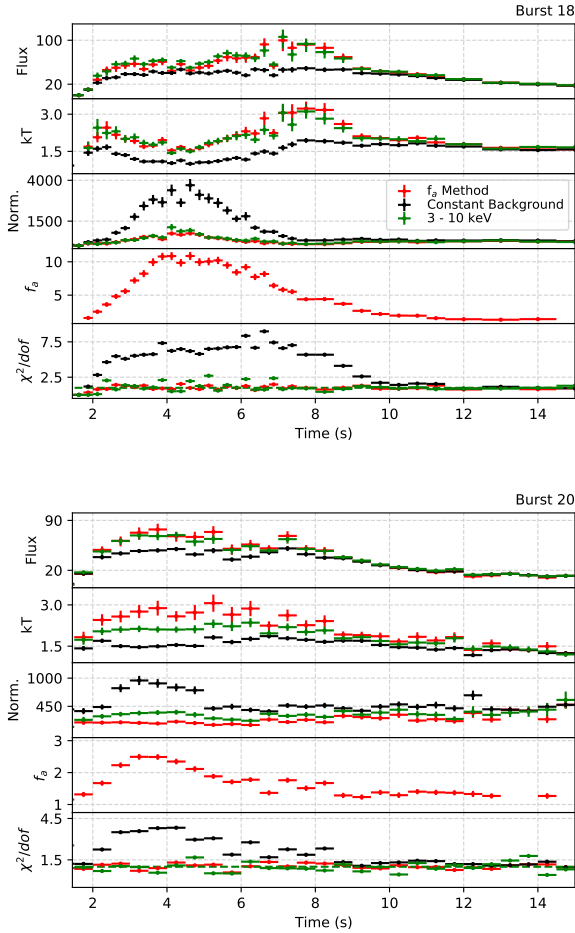 Burst 18
Flux
100
20
kT
3.0
1.5
Norm.
4000
1500
f_a Method
Constant Background
3 - 10 keV
f_a
10
5
χ²/dof
7.5
2.5
2 4 6 8 10 12 14
Time (s)
Burst 20
Flux
90
20
kT
3.0
1.5
Norm.
1000
450
f_a
3
2
1
χ²/dof
4.5
1.5
2 4 6 8 10 12 14
Time (s)